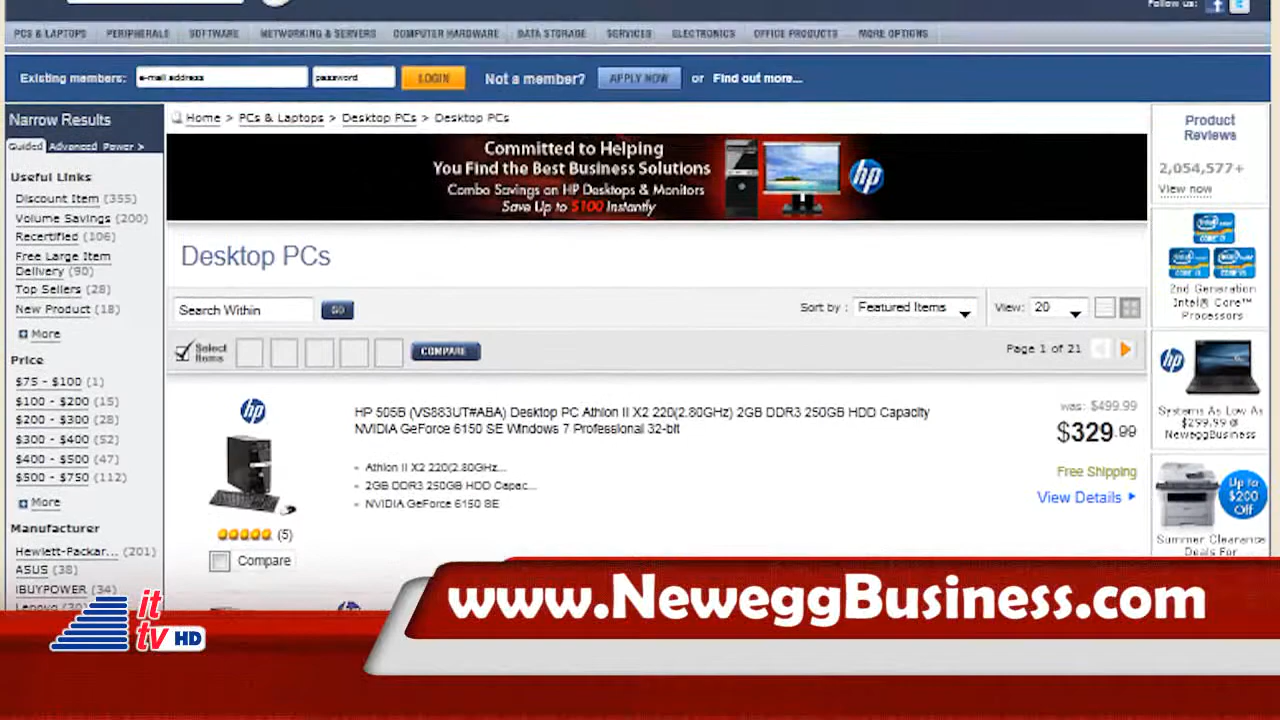 Follow us:
PCS & LAPTOPS PERIPHERALS SOFTWARE NETWORKING & SERVERS COMPUTER HARDWARE DATA STORAGE SERVICES ELECTRONICS OFFICE PRODUCTS MORE OPTIONS
Existing members: e-mail address password LOGIN Not a member? APPLY NOW or Find out more...
Narrow Results
Guided Advanced Power >
Useful Links
Discount Item (355)
Volume Savings (200)
Recertified (106)
Free Large Item
Delivery (90)
Top Sellers (28)
New Product (18)
More
Price
$75 - $100 (1)
$100 - $200 (15)
$200 - $300 (28)
$300 - $400 (52)
$400 - $500 (47)
$500 - $750 (112)
More
Manufacturer
Hewlett-Packar... (201)
ASUS (38)
iBUYPOWER (34)
Lenovo (30)
Home > PCs & Laptops > Desktop PCs > Desktop PCs
Committed to Helping
You Find the Best Business Solutions
Combo Savings on HP Desktops & Monitors
Save Up to $100 Instantly
hp
Desktop PCs
Search Within GO
Sort by : Featured Items View: 20
Select
Items
COMPARE
Page 1 of 21
hp
HP 505B (VS883UT#ABA) Desktop PC Athlon II X2 220(2.80GHz) 2GB DDR3 250GB HDD Capacity
NVIDIA GeForce 6150 SE Windows 7 Professional 32-bit
Athlon II X2 220(2.80GHz...
2GB DDR3 250GB HDD Capac...
NVIDIA GeForce 6150 SE
(5)
Compare
was: $499.99
$329.99
Free Shipping
View Details
Product
Reviews
2,054,577+
View now
2nd Generation
Intel® Core™
Processors
hp
Systems As Low As
$299.99 @
NeweggBusiness
Up to
$200
Off
Summer Clearance
Deals For
www.NeweggBusiness.com
it
tv HD